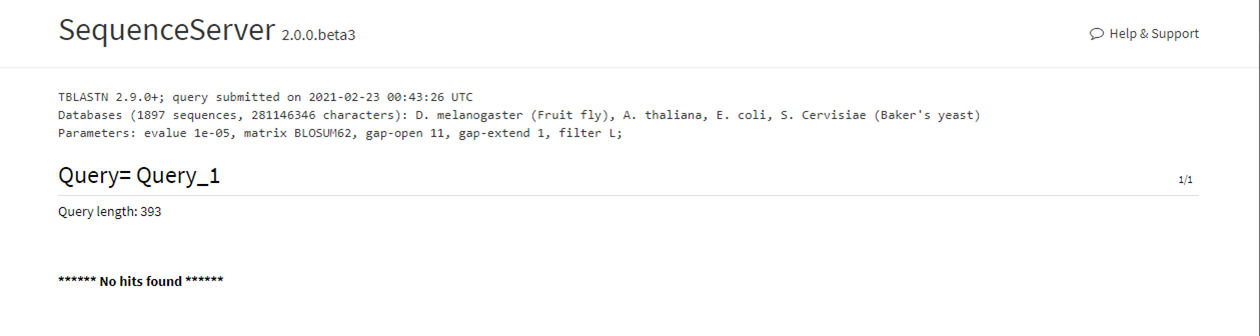 SequenceServer 2.0.0.beta3
Help & Support
TBLASTN 2.9.0+; query submitted on 2021-02-23 00:43:26 UTC
Databases (1897 sequences, 281146346 characters): D. melanogaster (Fruit fly), A. thaliana, E. coli, S. Cervisiae (Baker's yeast)
Parameters: evalue 1e-05, matrix BLOSUM62, gap-open 11, gap-extend 1, filter L;
Query= Query_1
1/1
Query length: 393
****** No hits found ******